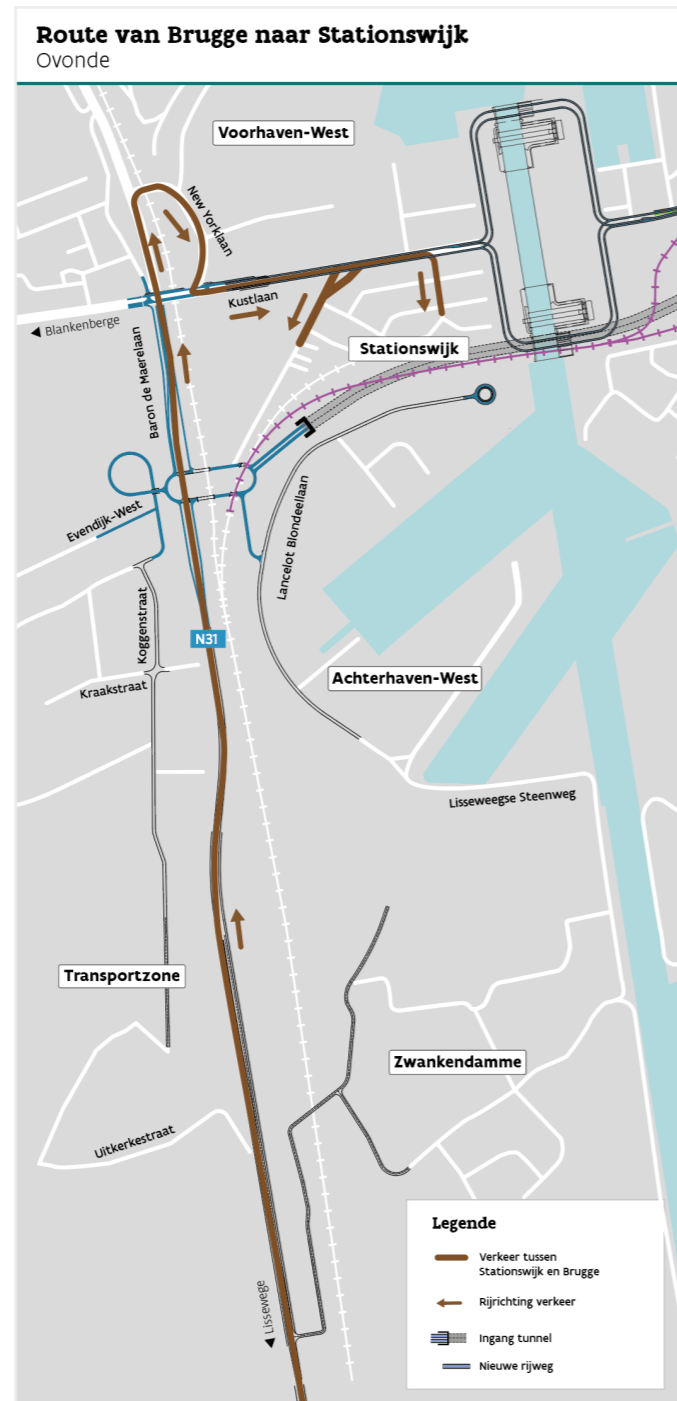 Route van Brugge naar Stationswijk
Ovonde
Voorhaven-West
New Yorklaan
Kustlaan
◄ Blankenberge
Stationswijk
Baron de Maerelaan
Evendijk-West
Lancelot Blondeellaan
Koggenstraat
N31
Kraakstraat
Achterhaven-West
Lisseweegse Steenweg
Transportzone
Zwankendamme
Uitkerkestraat
◄ Lissewege
Legende
Verkeer tussen
Stationswijk en Brugge
Rijrichting verkeer
Ingang tunnel
Nieuwe rijweg